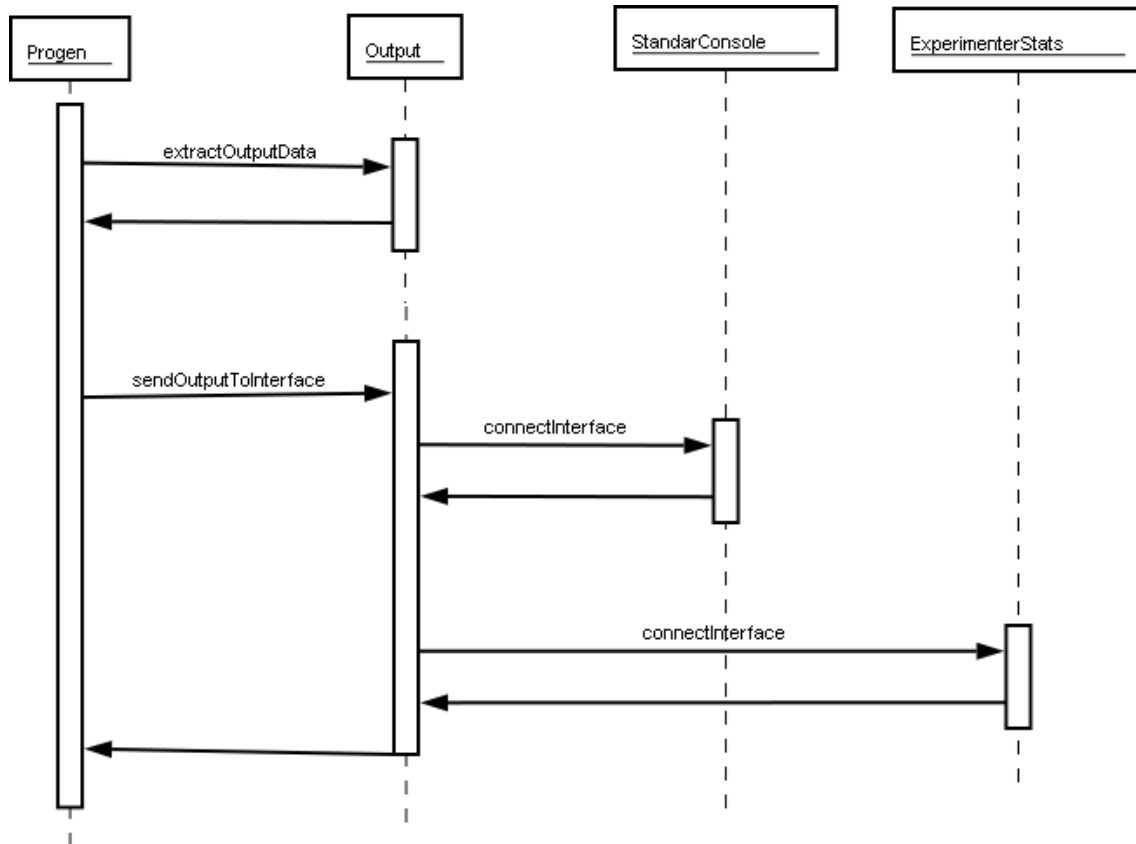 Progen
Output
StandarConsole
ExperimenterStats
extractOutputData
sendOutputToInterface
connectInterface
connectInterface